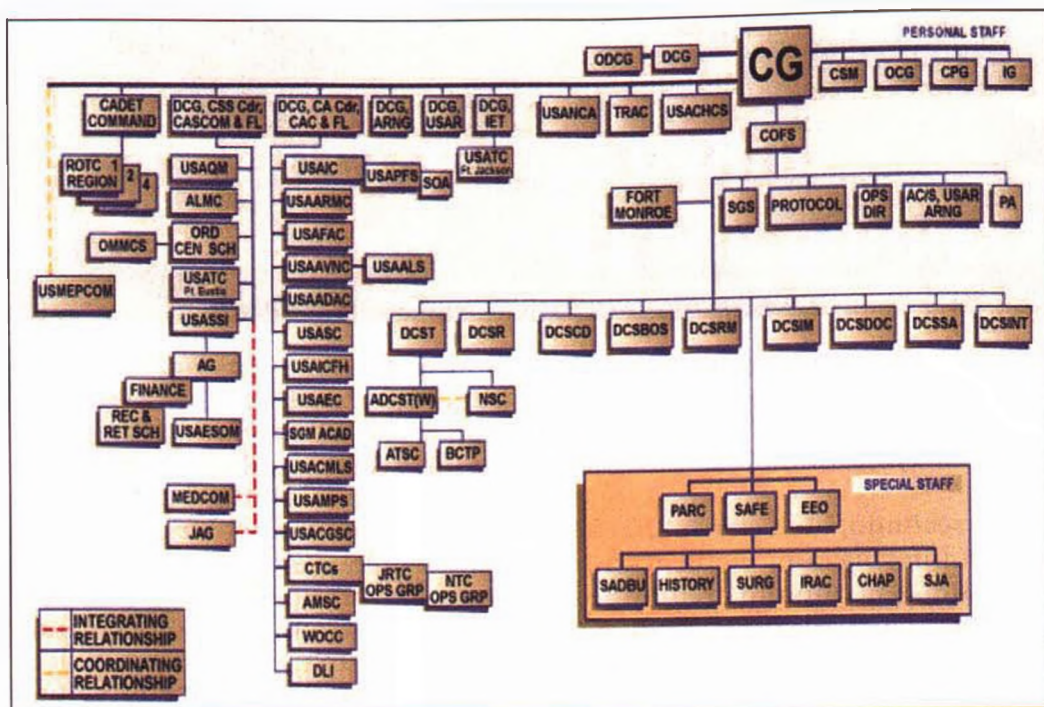 PERSONAL STAFF
CG
ODCG
DCG
CSM
OCG
CPG
IG
CADET
COMMAND
DCG, CSS Cdr,
CASCOM & FL
DCG, CA Cdr,
CAC & FL
DCG,
ARNG
DCG,
USAR
DCG,
IET
USANCA
TRAC
USACHCS
COFS
ROTC 1
REGION 2
4
USAQM
ALMC
OMMCS
ORD
CEN SCH
USATC
Ft. Eustis
USASSI
USMEPCOM
AG
FINANCE
REC &
RET SCH
USAESOM
MEDCOM
JAG
USAIC
USAPFS
SOA
USATC
Ft. Jackson
USAARMC
USAFAC
USAAVNC
USAALS
USAADAC
USASC
USAICFH
USAEC
SGM ACAD
USACMLS
USAMPS
USACGSC
CTCs
JRTC
OPS GRP
NTC
OPS GRP
AMSC
WOCC
DLI
FORT
MONROE
SGS
PROTOCOL
OPS
DIR
AC/S, USAR
ARNG
PA
DCST
DCSR
DCSCD
DCSBOS
DCSRM
DCSIM
DCSDOC
DCSSA
DCSINT
ADCST(W)
NSC
ATSC
BCTP
SPECIAL STAFF
PARC
SAFE
EEO
SADBU
HISTORY
SURG
IRAC
CHAP
SJA
INTEGRATING
RELATIONSHIP
COORDINATING
RELATIONSHIP